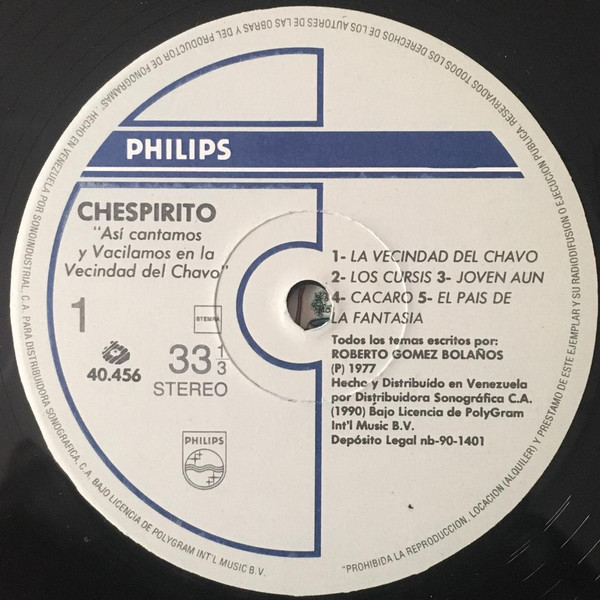 PHILIPS
CHESPIRITO
"Así cantamos
y Vacilamos en la
Vecindad del Chavo"
1
STEMRA
33 1/3
40.456
STEREO
PHILIPS
1- LA VECINDAD DEL CHAVO
2- LOS CURSIS 3- JOVEN AUN
4- CACARO 5- EL PAIS DE
LA FANTASIA
Todos los temas escritos por:
ROBERTO GOMEZ BOLAÑOS
(P) 1977
Hecho y Distribuído en Venezuela
por Distribuidora Sonográfica C.A.
(1990) Bajo Licencia de PolyGram
Int'l Music B.V.
Depósito Legal nb-90-1401
"PROHIBIDA LA REPRODUCCION, LOCACION (ALQUILER) Y PRESTAMO DE ESTE EJEMPLAR Y SU RADIODIFUSION O EJECUCION PUBLICA. RESERVADOS TODOS LOS DERECHOS DE LOS AUTORES DE LAS OBRAS Y DEL PRODUCTOR DE FONOGRAMAS". HECHO EN VENEZUELA POR SONOINDUSTRIAL, C.A. PARA DISTRIBUIDORA SONOGRAFICA, C.A. BAJO LICENCIA DE POLYGRAM INT'L MUSIC B.V.